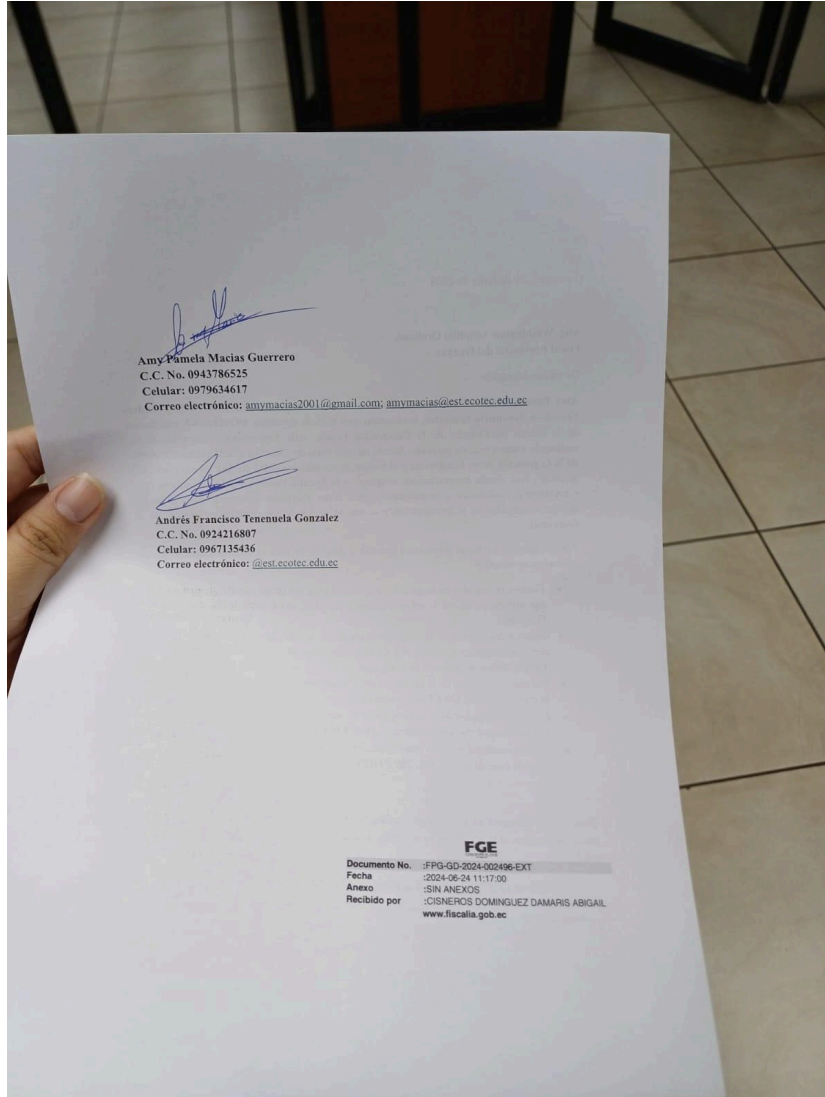 Amy Pamela Macias Guerrero
C.C. No. 0943786525
Celular: 0979634617
Correo electrónico: amymacias2001@gmail.com; amymacias@est.ecotec.edu.ec
Andrés Francisco Tenenuela Gonzalez
C.C. No. 0924216807
Celular: 0967135436
Correo electrónico: @est.ecotec.edu.ec
FGE
Documento No. :FPG-GD-2024-002496-EXT
Fecha :2024-06-24 11:17:00
Anexo :SIN ANEXOS
Recibido por :CISNEROS DOMINGUEZ DAMARIS ABIGAIL
www.fiscalia.gob.ec